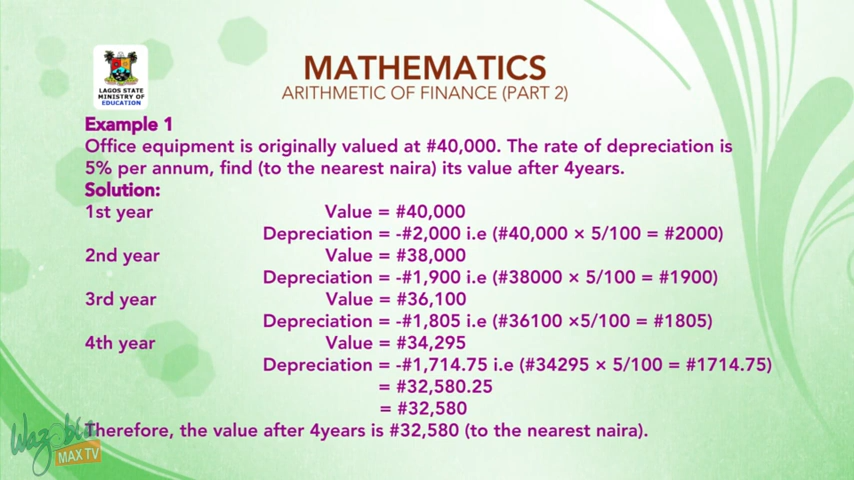 LAGOS STATE
MINISTRY OF
EDUCATION
MATHEMATICS
ARITHMETIC OF FINANCE (PART 2)
Example 1
Office equipment is originally valued at #40,000. The rate of depreciation is
5% per annum, find (to the nearest naira) its value after 4years.
Solution:
1st year Value = #40,000
Depreciation = -#2,000 i.e (#40,000 × 5/100 = #2000)
2nd year Value = #38,000
Depreciation = -#1,900 i.e (#38000 × 5/100 = #1900)
3rd year Value = #36,100
Depreciation = -#1,805 i.e (#36100 ×5/100 = #1805)
4th year Value = #34,295
Depreciation = -#1,714.75 i.e (#34295 × 5/100 = #1714.75)
= #32,580.25
= #32,580
Therefore, the value after 4years is #32,580 (to the nearest naira).
Wazobia
MAX TV